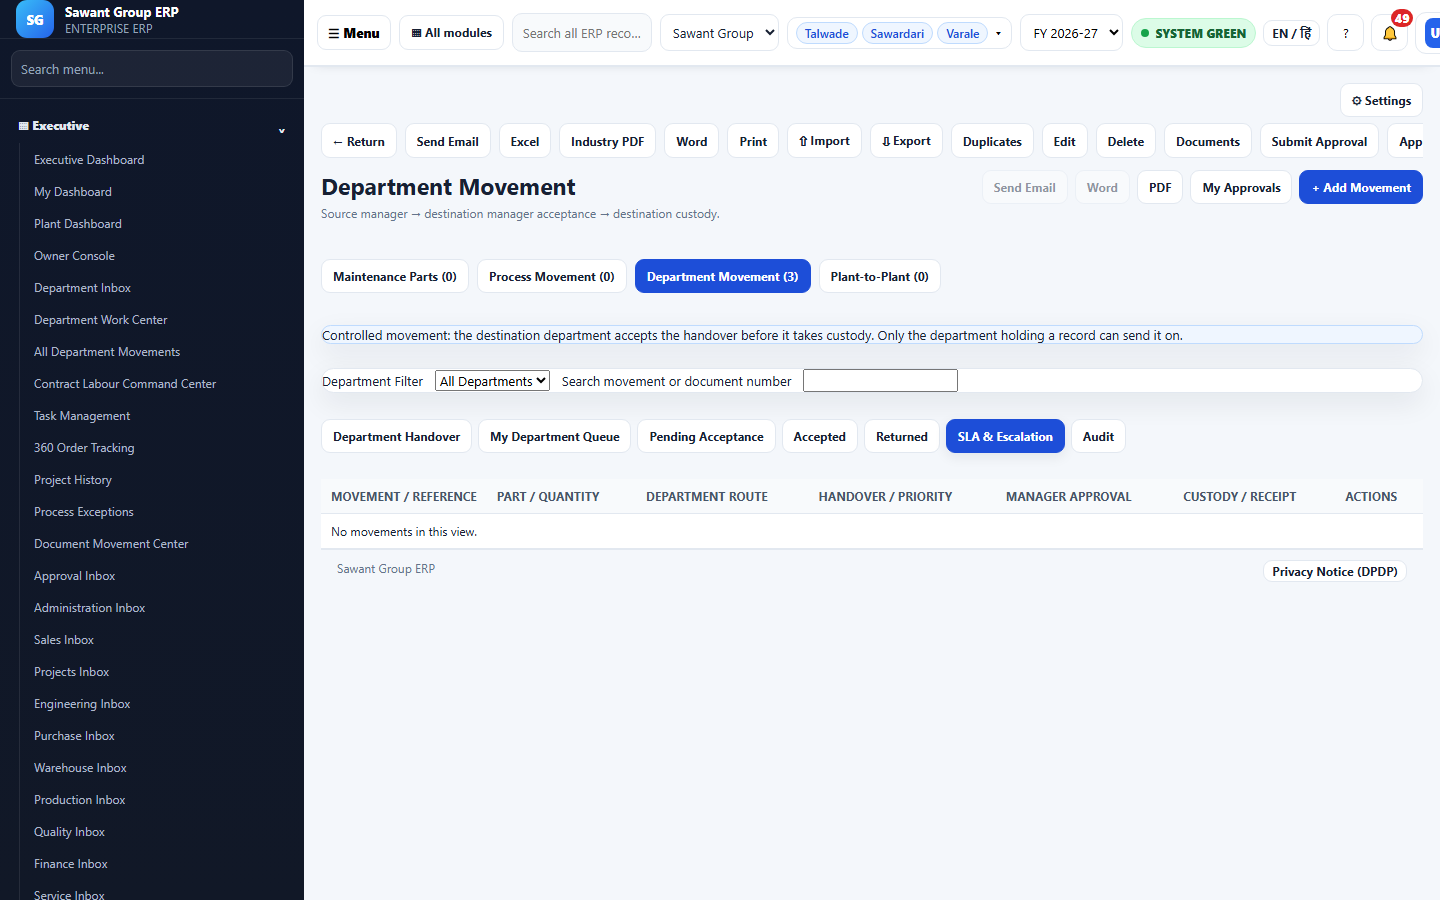 SG
Sawant Group ERP
ENTERPRISE ERP
Search menu...
Executive
Executive Dashboard
My Dashboard
Plant Dashboard
Owner Console
Department Inbox
Department Work Center
All Department Movements
Contract Labour Command Center
Task Management
360 Order Tracking
Project History
Process Exceptions
Document Movement Center
Approval Inbox
Administration Inbox
Sales Inbox
Projects Inbox
Engineering Inbox
Purchase Inbox
Warehouse Inbox
Production Inbox
Quality Inbox
Finance Inbox
Service Inbox
☰ Menu
All modules
Search all ERP reco...
Sawant Group
Talwade
Sawardari
Varale
FY 2026-27
SYSTEM GREEN
EN / हिं
?
49
U
⚙ Settings
← Return
Send Email
Excel
Industry PDF
Word
Print
⇧ Import
⇩ Export
Duplicates
Edit
Delete
Documents
Submit Approval
App
Department Movement
Send Email
Word
PDF
My Approvals
+ Add Movement
Source manager → destination manager acceptance → destination custody.
Maintenance Parts (0)
Process Movement (0)
Department Movement (3)
Plant-to-Plant (0)
Controlled movement: the destination department accepts the handover before it takes custody. Only the department holding a record can send it on.
Department Filter
All Departments
Search movement or document number
Department Handover
My Department Queue
Pending Acceptance
Accepted
Returned
SLA & Escalation
Audit
MOVEMENT / REFERENCE
PART / QUANTITY
DEPARTMENT ROUTE
HANDOVER / PRIORITY
MANAGER APPROVAL
CUSTODY / RECEIPT
ACTIONS
No movements in this view.
Sawant Group ERP
Privacy Notice (DPDP)